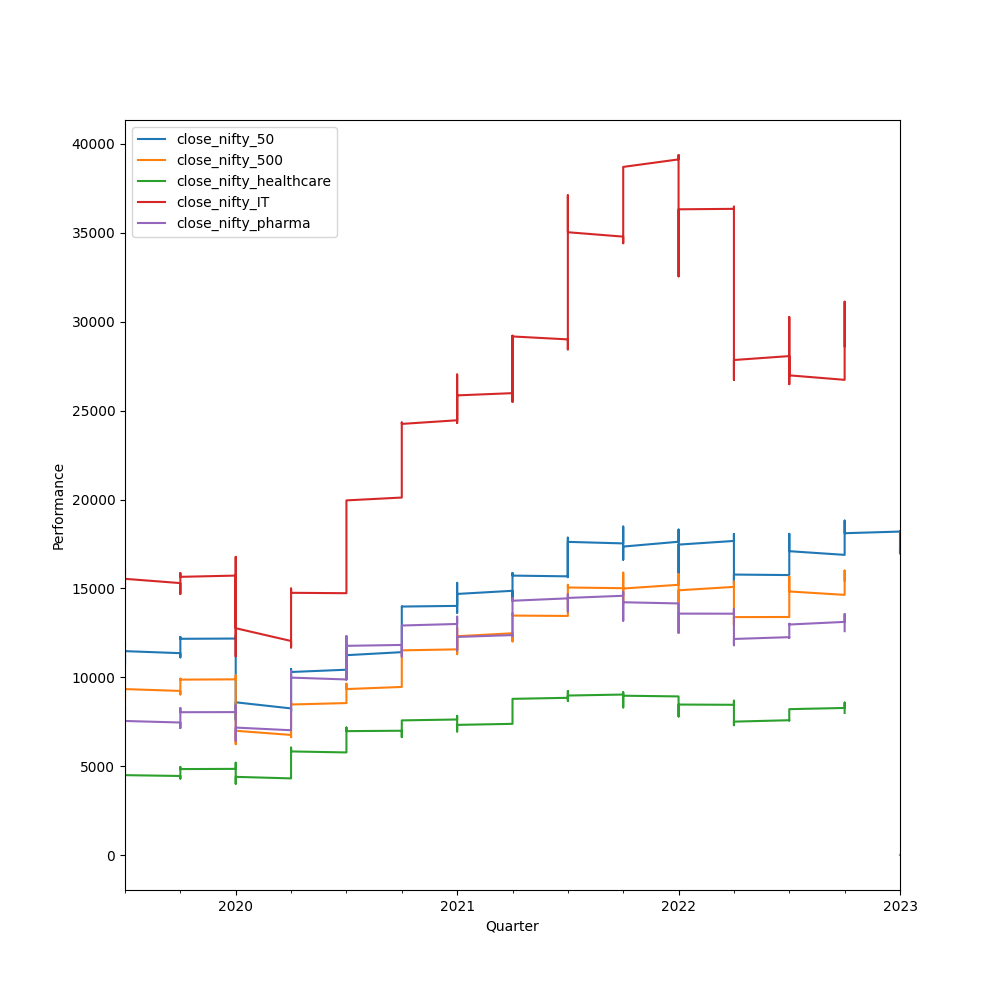 close_nifty_50
close_nifty_500
close_nifty_healthcare
close_nifty_IT
close_nifty_pharma
40000
35000
30000
25000
20000
15000
10000
5000
0
Performance
2020 2021 2022 2023
Quarter